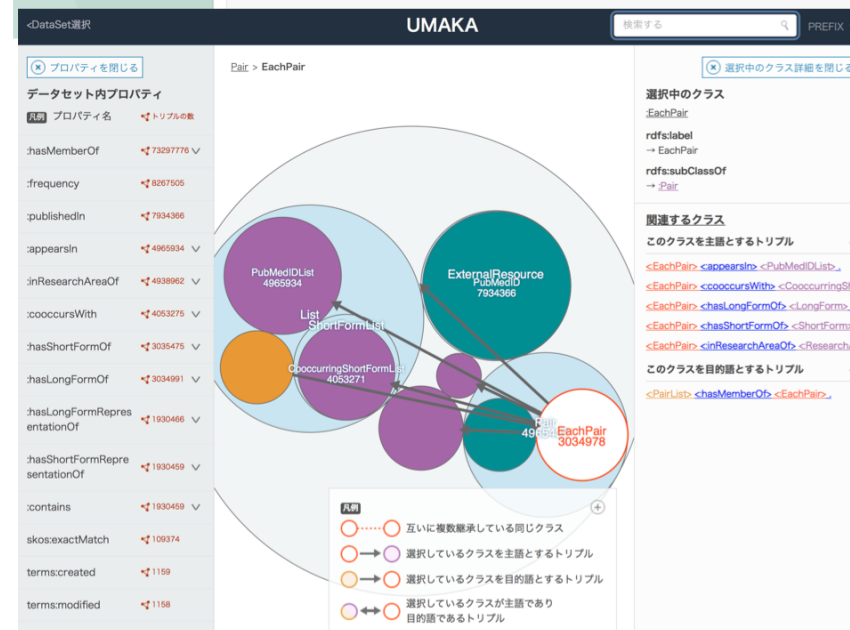 <DataSet選択
UMAKA
検索する
PREFIX
プロパティを閉じる
データセット内プロパティ
凡例 プロパティ名 トリプルの数
:hasMemberOf 73297776
:frequency 8267505
:publishedIn 7934366
:appearsIn 4965934
:inResearchAreaOf 4938962
:cooccursWith 4053275
:hasShortFormOf 3035475
:hasLongFormOf 3034991
:hasLongFormRepres
entationOf 1930466
:hasShortFormRepre
sentationOf 1930459
:contains 1930459
skos:exactMatch 109374
terms:created 1159
terms:modified 1158
Pair > EachPair
PubMedIDList
4965934
ExternalResource
PubMedID
7934366
List
ShortFormList
CooccurringShortFormList
4053271
Pair
EachPair
3034978
凡例
互いに複数継承している同じクラス
選択しているクラスを主語とするトリプル
選択しているクラスを目的語とするトリプル
選択しているクラスが主語であり
目的語であるトリプル
選択中のクラス詳細を閉じる
選択中のクラス
:EachPair
rdfs:label
→ EachPair
rdfs:subClassOf
→ :Pair
関連するクラス
このクラスを主語とするトリプル
<EachPair> <appearsIn> <PubMedIDList> .
<EachPair> <cooccursWith> <CooccurringSh
<EachPair> <hasLongFormOf> <LongForm>
<EachPair> <hasShortFormOf> <ShortForm>
<EachPair> <inResearchAreaOf> <Research
このクラスを目的語とするトリプル
<PairList> <hasMemberOf> <EachPair> .